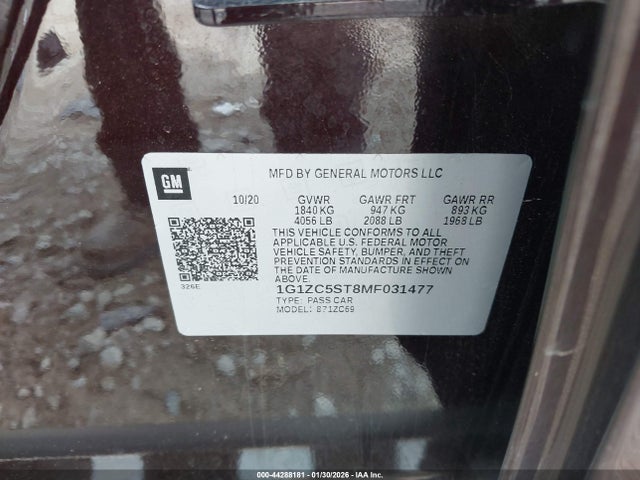 GM
MFD BY GENERAL MOTORS LLC
10/20 GVWR GAWR FRT GAWR RR
1840 KG 947 KG 893 KG
4056 LB 2088 LB 1968 LB
THIS VEHICLE CONFORMS TO ALL
APPLICABLE U.S. FEDERAL MOTOR
VEHICLE SAFETY, BUMPER, AND THEFT
PREVENTION STANDARDS IN EFFECT ON
THE DATE OF MANUFACTURE SHOWN
ABOVE.
326E
1G1ZC5ST8MF031477
TYPE: PASS CAR
MODEL: 871ZC69
000-44288181 - 01/30/2026 - IAA Inc.